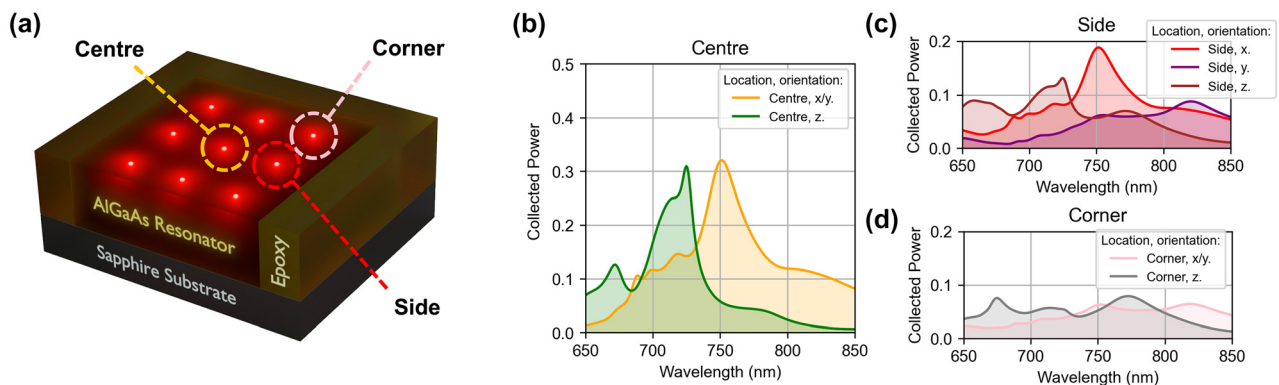 (a)
Centre
Corner
AlGaAs Resonator
Sapphire Substrate
Epoxy
Side
(b)
Centre
Collected Power
0.5
0.4
0.3
0.2
0.1
0.0
650
700
750
800
850
Wavelength (nm)
Location, orientation:
Centre, x/y.
Centre, z.
(c)
Side
Collected Power
0.2
0.1
0.0
650
700
750
800
850
Wavelength (nm)
Location, orientation:
Side, x.
Side, y.
Side, z.
(d)
Corner
Collected Power
0.2
0.1
0.0
650
700
750
800
850
Wavelength (nm)
Location, orientation:
Corner, x/y.
Corner, z.